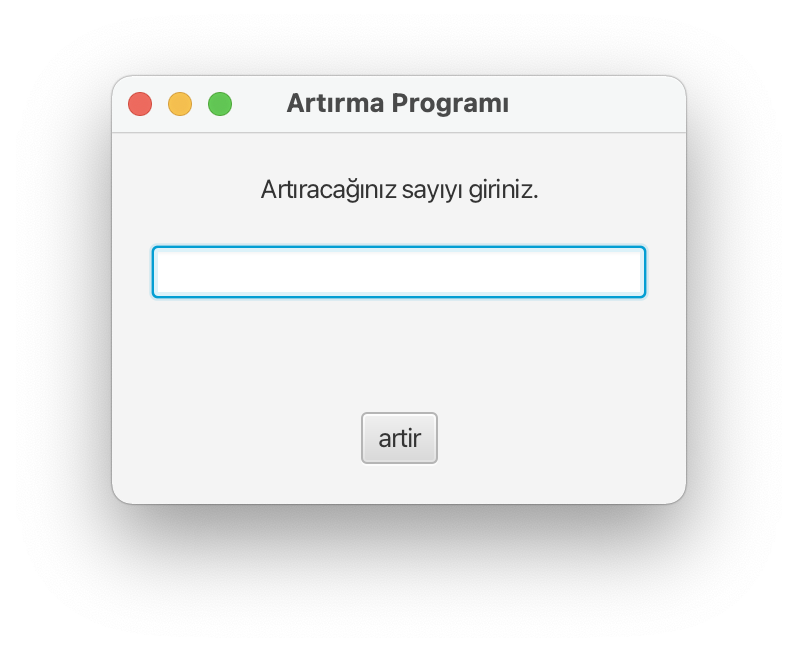 Artırma Programı
Artıracağınız sayıyı giriniz.
artir